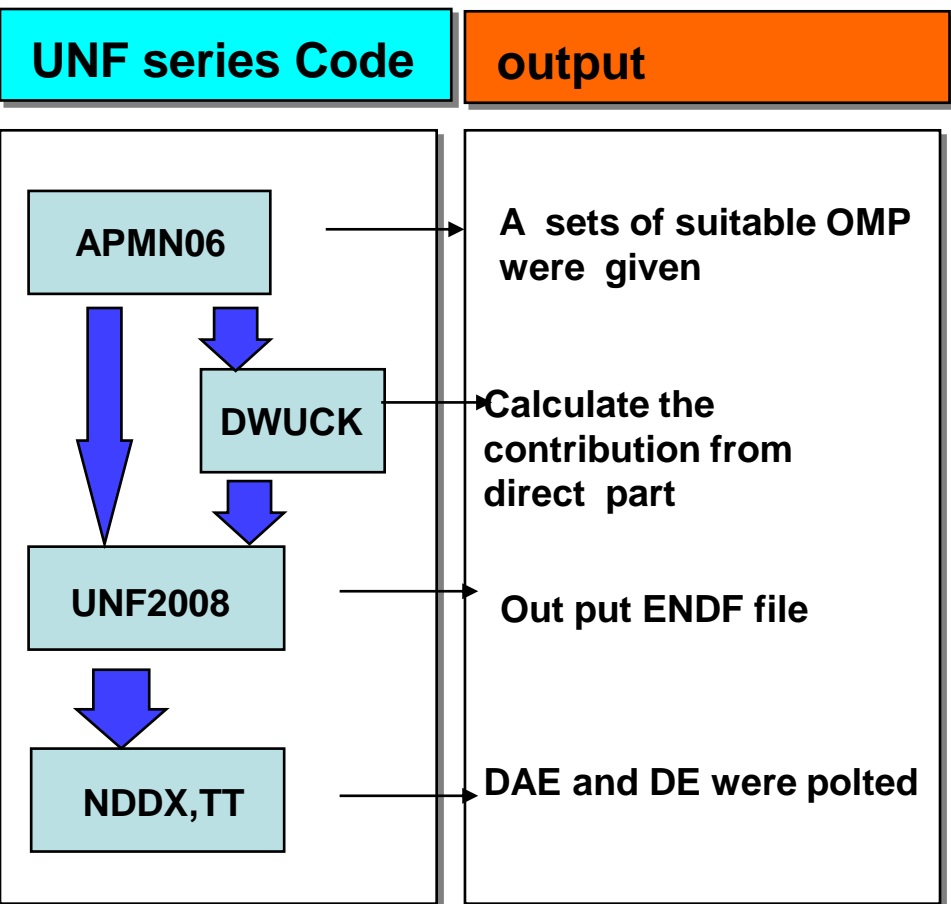 UNF series Code
output
APMN06
A sets of suitable OMP
were given
DWUCK
Calculate the
contribution from
direct part
UNF2008
Out put ENDF file
NDDX,TT
DAE and DE were polted